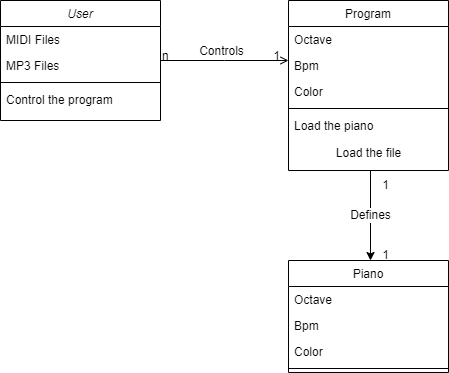 User
MIDI Files
MP3 Files
Control the program
n
Controls
1
Program
Octave
Bpm
Color
Load the piano
Load the file
1
Defines
1
Piano
Octave
Bpm
Color